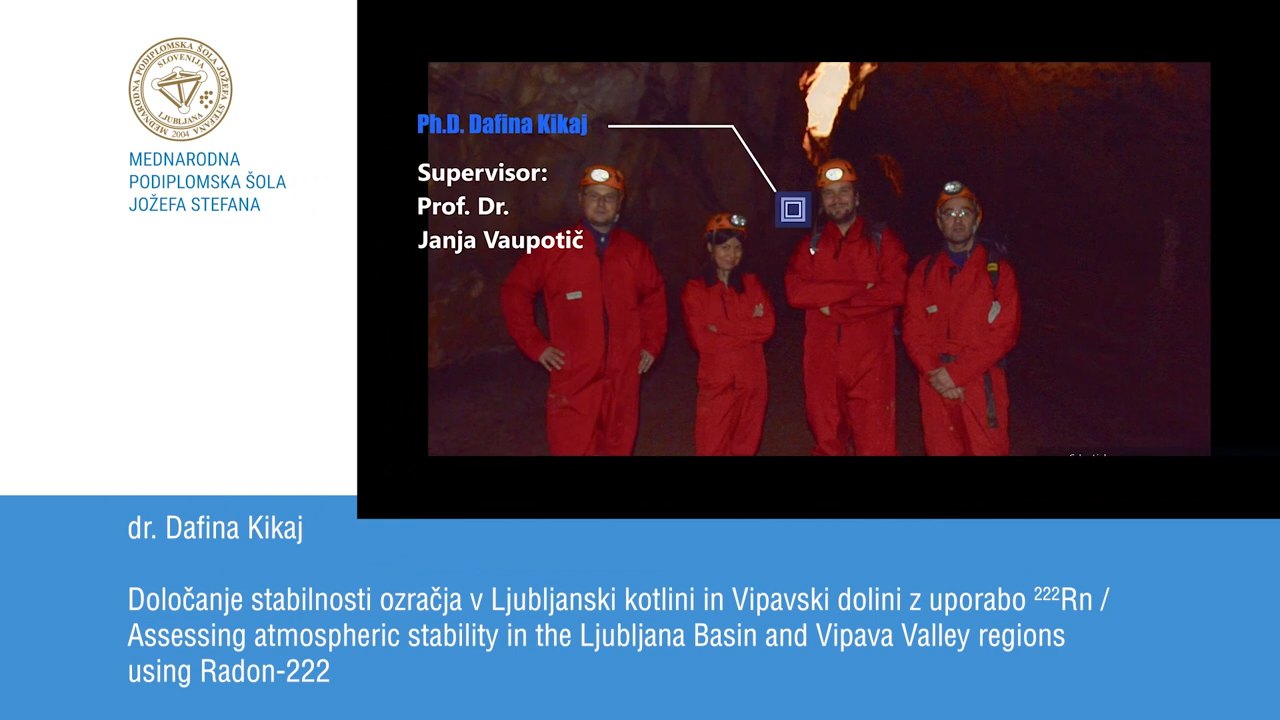 MEDNARODNA PODIPLOMSKA ŠOLA JOŽEFA STEFANA
SLOVENIJA
LJUBLJANA
2004
MEDNARODNA
PODIPLOMSKA ŠOLA
JOŽEFA STEFANA
Ph.D. Dafina Kikaj
Supervisor:
Prof. Dr.
Janja Vaupotič
dr. Dafina Kikaj
Določanje stabilnosti ozračja v Ljubljanski kotlini in Vipavski dolini z uporabo ²²²Rn /
Assessing atmospheric stability in the Ljubljana Basin and Vipava Valley regions
using Radon-222